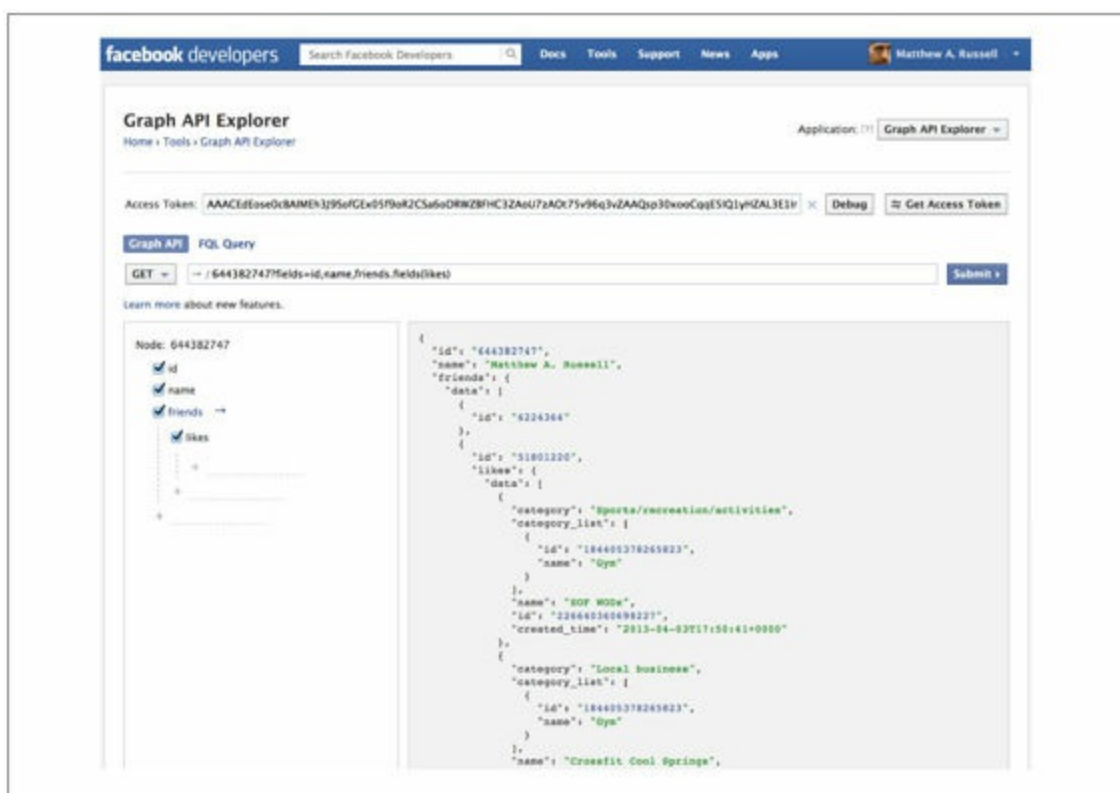 facebook developers Search Facebook Developers Docs Tools Support News Apps Matthew A. Russell
Graph API Explorer
Home › Tools › Graph API Explorer
Application: [?] Graph API Explorer
Access Token: × Debug Get Access Token
Graph API FQL Query
GET → / 644382747?fields=id,name,friends.fields(likes) Submit ›
Learn more about new features.
Node: 644382747
id
name
friends →
likes
+
+
+
{
"id": "644382747",
"name": "Matthew A. Russell",
"friends": {
"data": [
{
"id": "6224364"
},
{
"id": "51801220",
"likes": {
"data": [
{
"category": "Sports/recreation/activities",
"category_list": [
{
"id": "184405378265823",
"name": "Gym"
}
],
"name": "SOF WODs",
"id": "226640360698227",
"created_time": "2013-04-03T17:50:41+0000"
},
{
"category": "Local business",
"category_list": [
{
"id": "184405378265823",
"name": "Gym"
}
],
"name": "Crossfit Cool Springs",